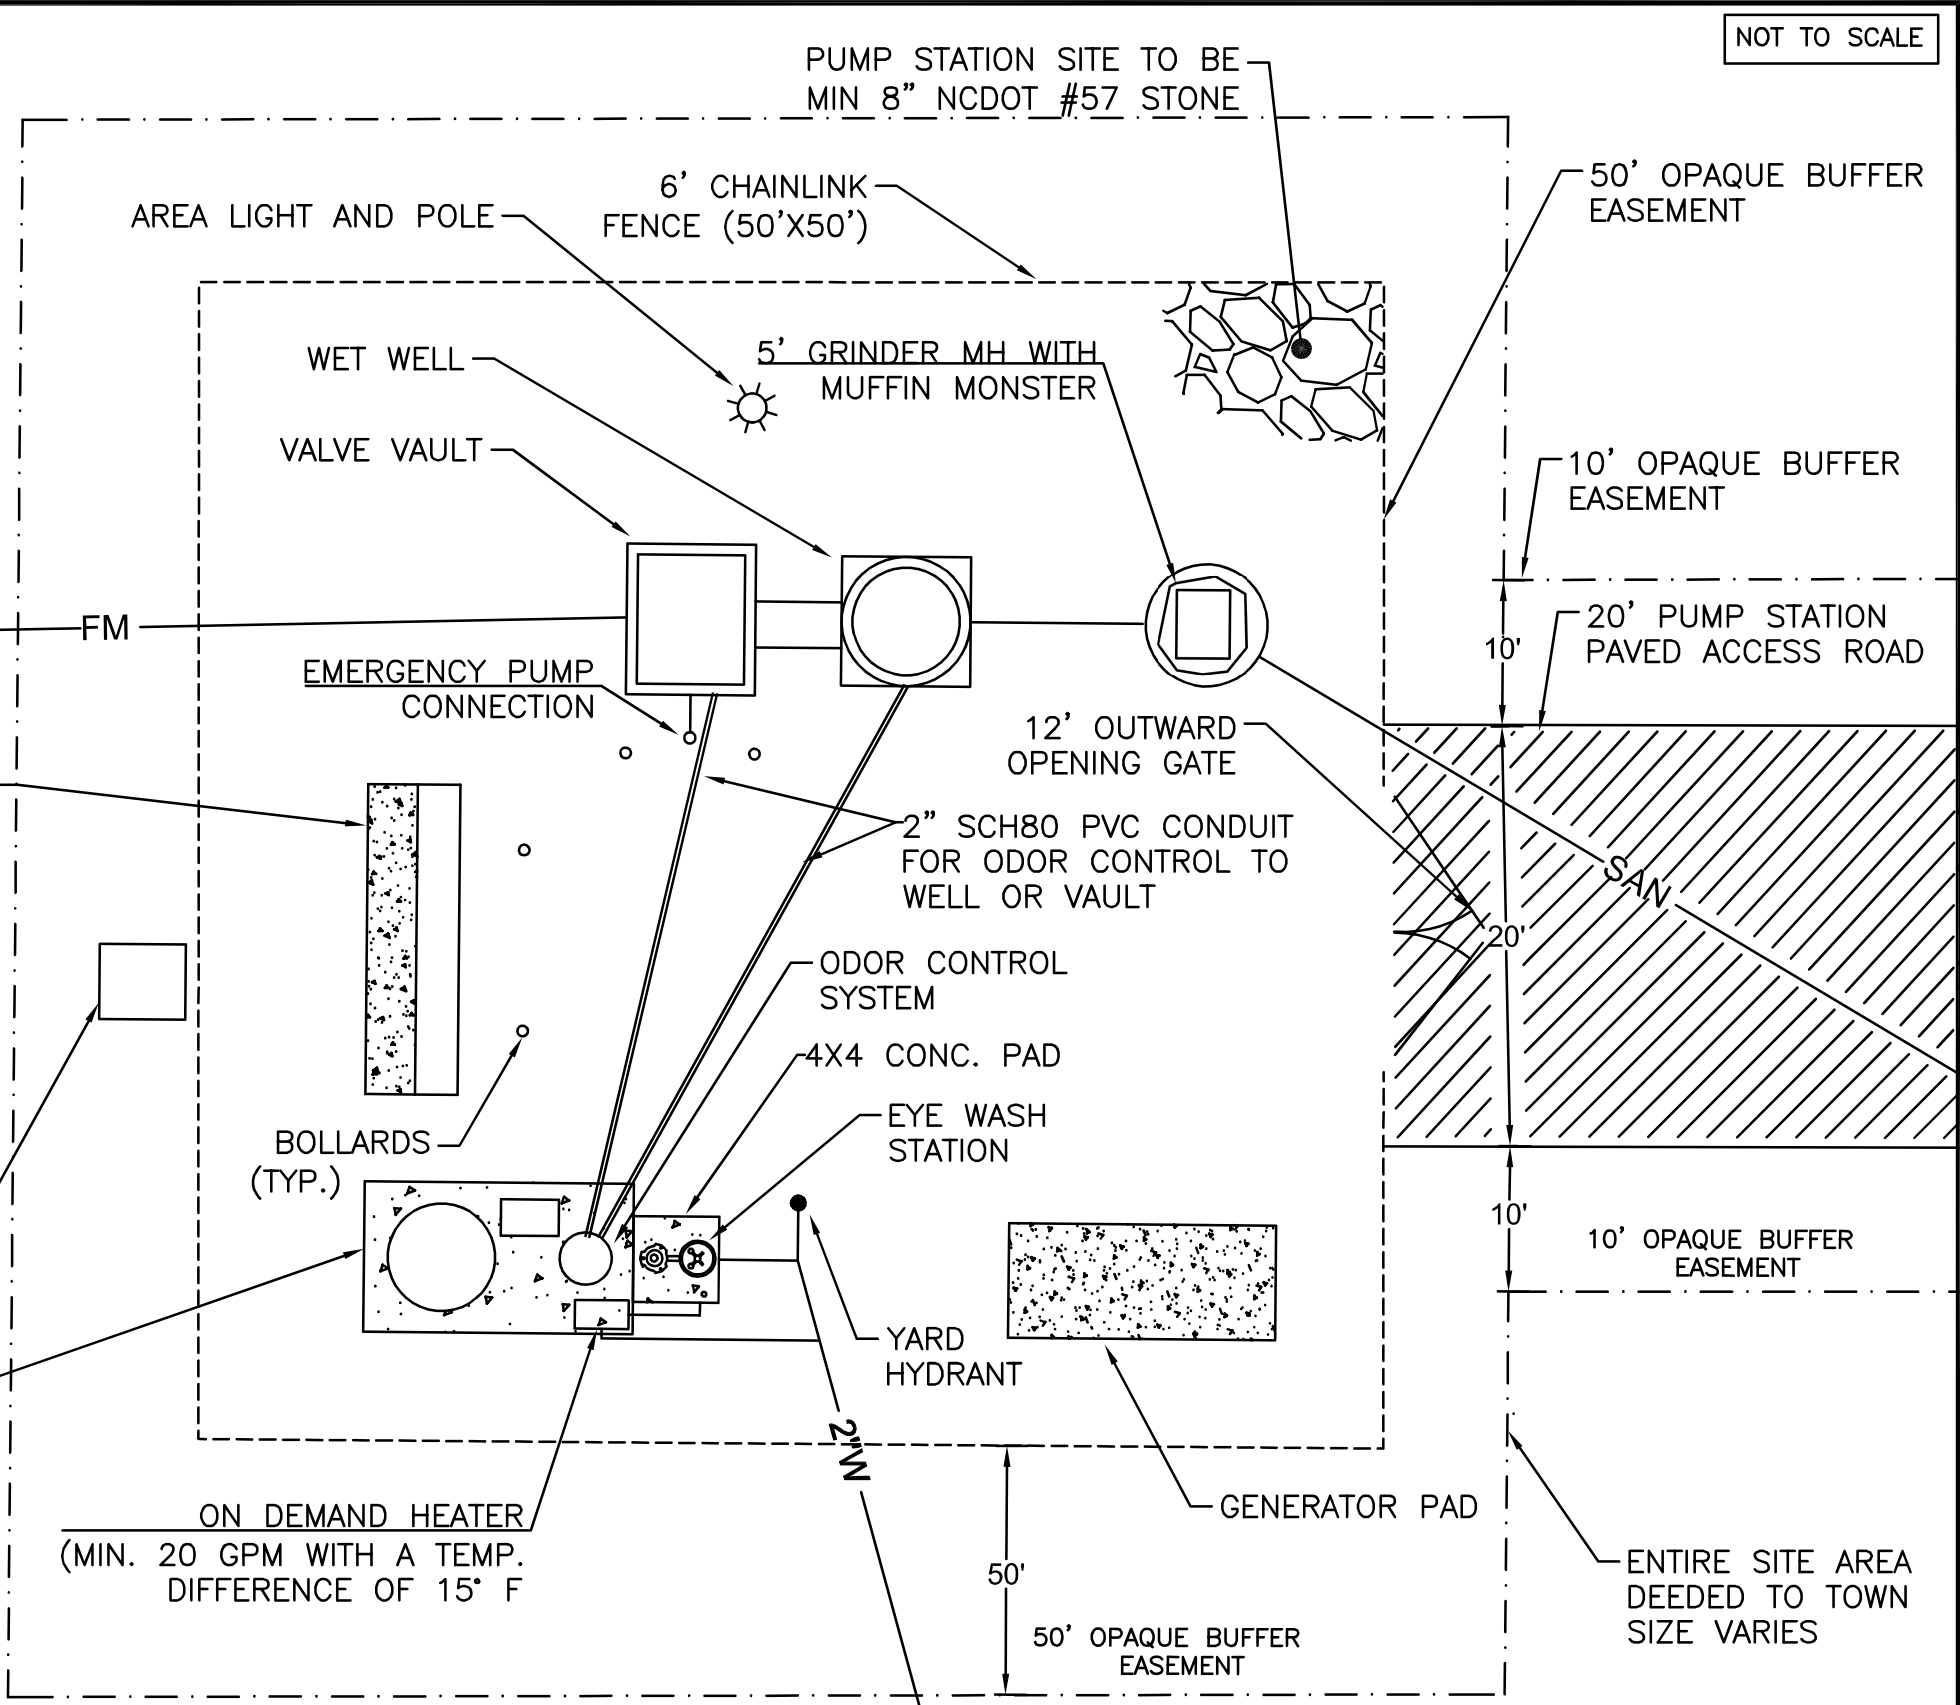 NOT TO SCALE
PUMP STATION SITE TO BE
MIN 8” NCDOT #57 STONE
50’ OPAQUE BUFFER
EASEMENT
6’ CHAINLINK
FENCE (50’X50’)
AREA LIGHT AND POLE
WET WELL
5’ GRINDER MH WITH
MUFFIN MONSTER
VALVE VAULT
10’ OPAQUE BUFFER
EASEMENT
FM
20’ PUMP STATION
PAVED ACCESS ROAD
10'
EMERGENCY PUMP
CONNECTION
12’ OUTWARD
OPENING GATE
2” SCH80 PVC CONDUIT
FOR ODOR CONTROL TO
WELL OR VAULT
SAN
20'
ODOR CONTROL
SYSTEM
4X4 CONC. PAD
EYE WASH
STATION
BOLLARDS
(TYP.)
10'
10’ OPAQUE BUFFER
EASEMENT
YARD
HYDRANT
2"W
GENERATOR PAD
ON DEMAND HEATER
(MIN. 20 GPM WITH A TEMP.
DIFFERENCE OF 15° F
50'
50’ OPAQUE BUFFER
EASEMENT
ENTIRE SITE AREA
DEEDED TO TOWN
SIZE VARIES